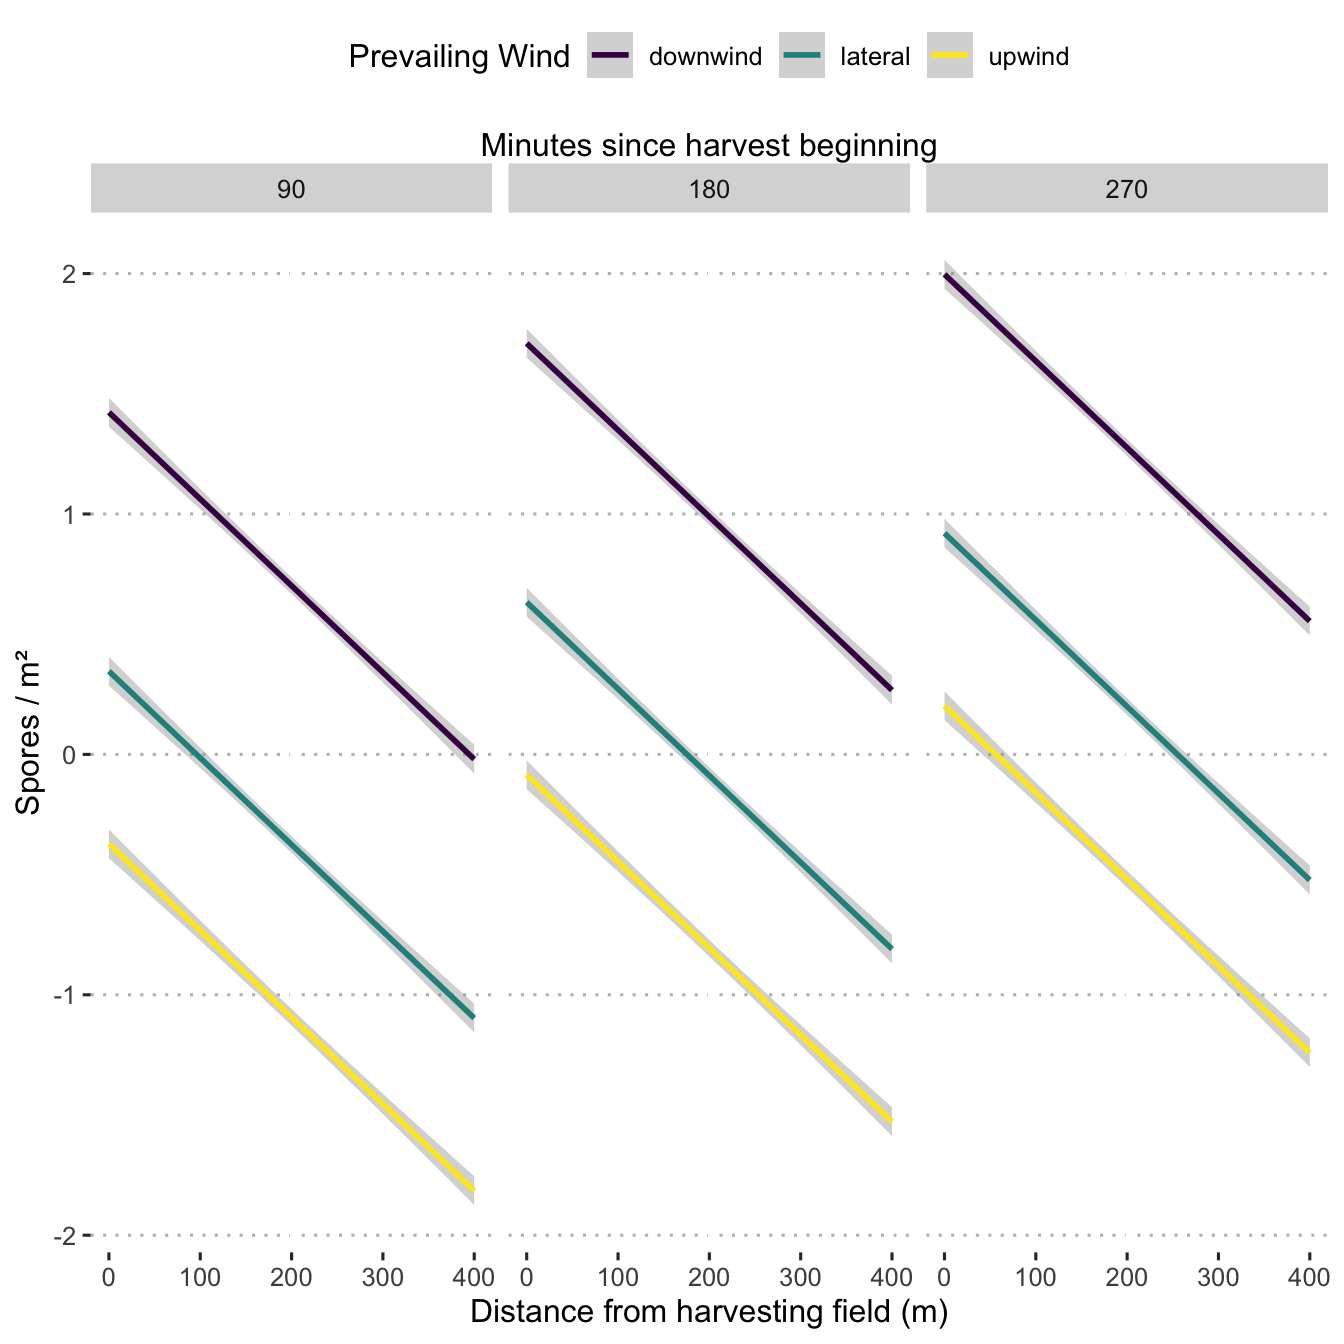 Prevailing Wind downwind lateral upwind
Minutes since harvest beginning
90 180 270
2
1
0
-1
-2
Spores / m²
0 100 200 300 400 0 100 200 300 400 0 100 200 300 400
Distance from harvesting field (m)